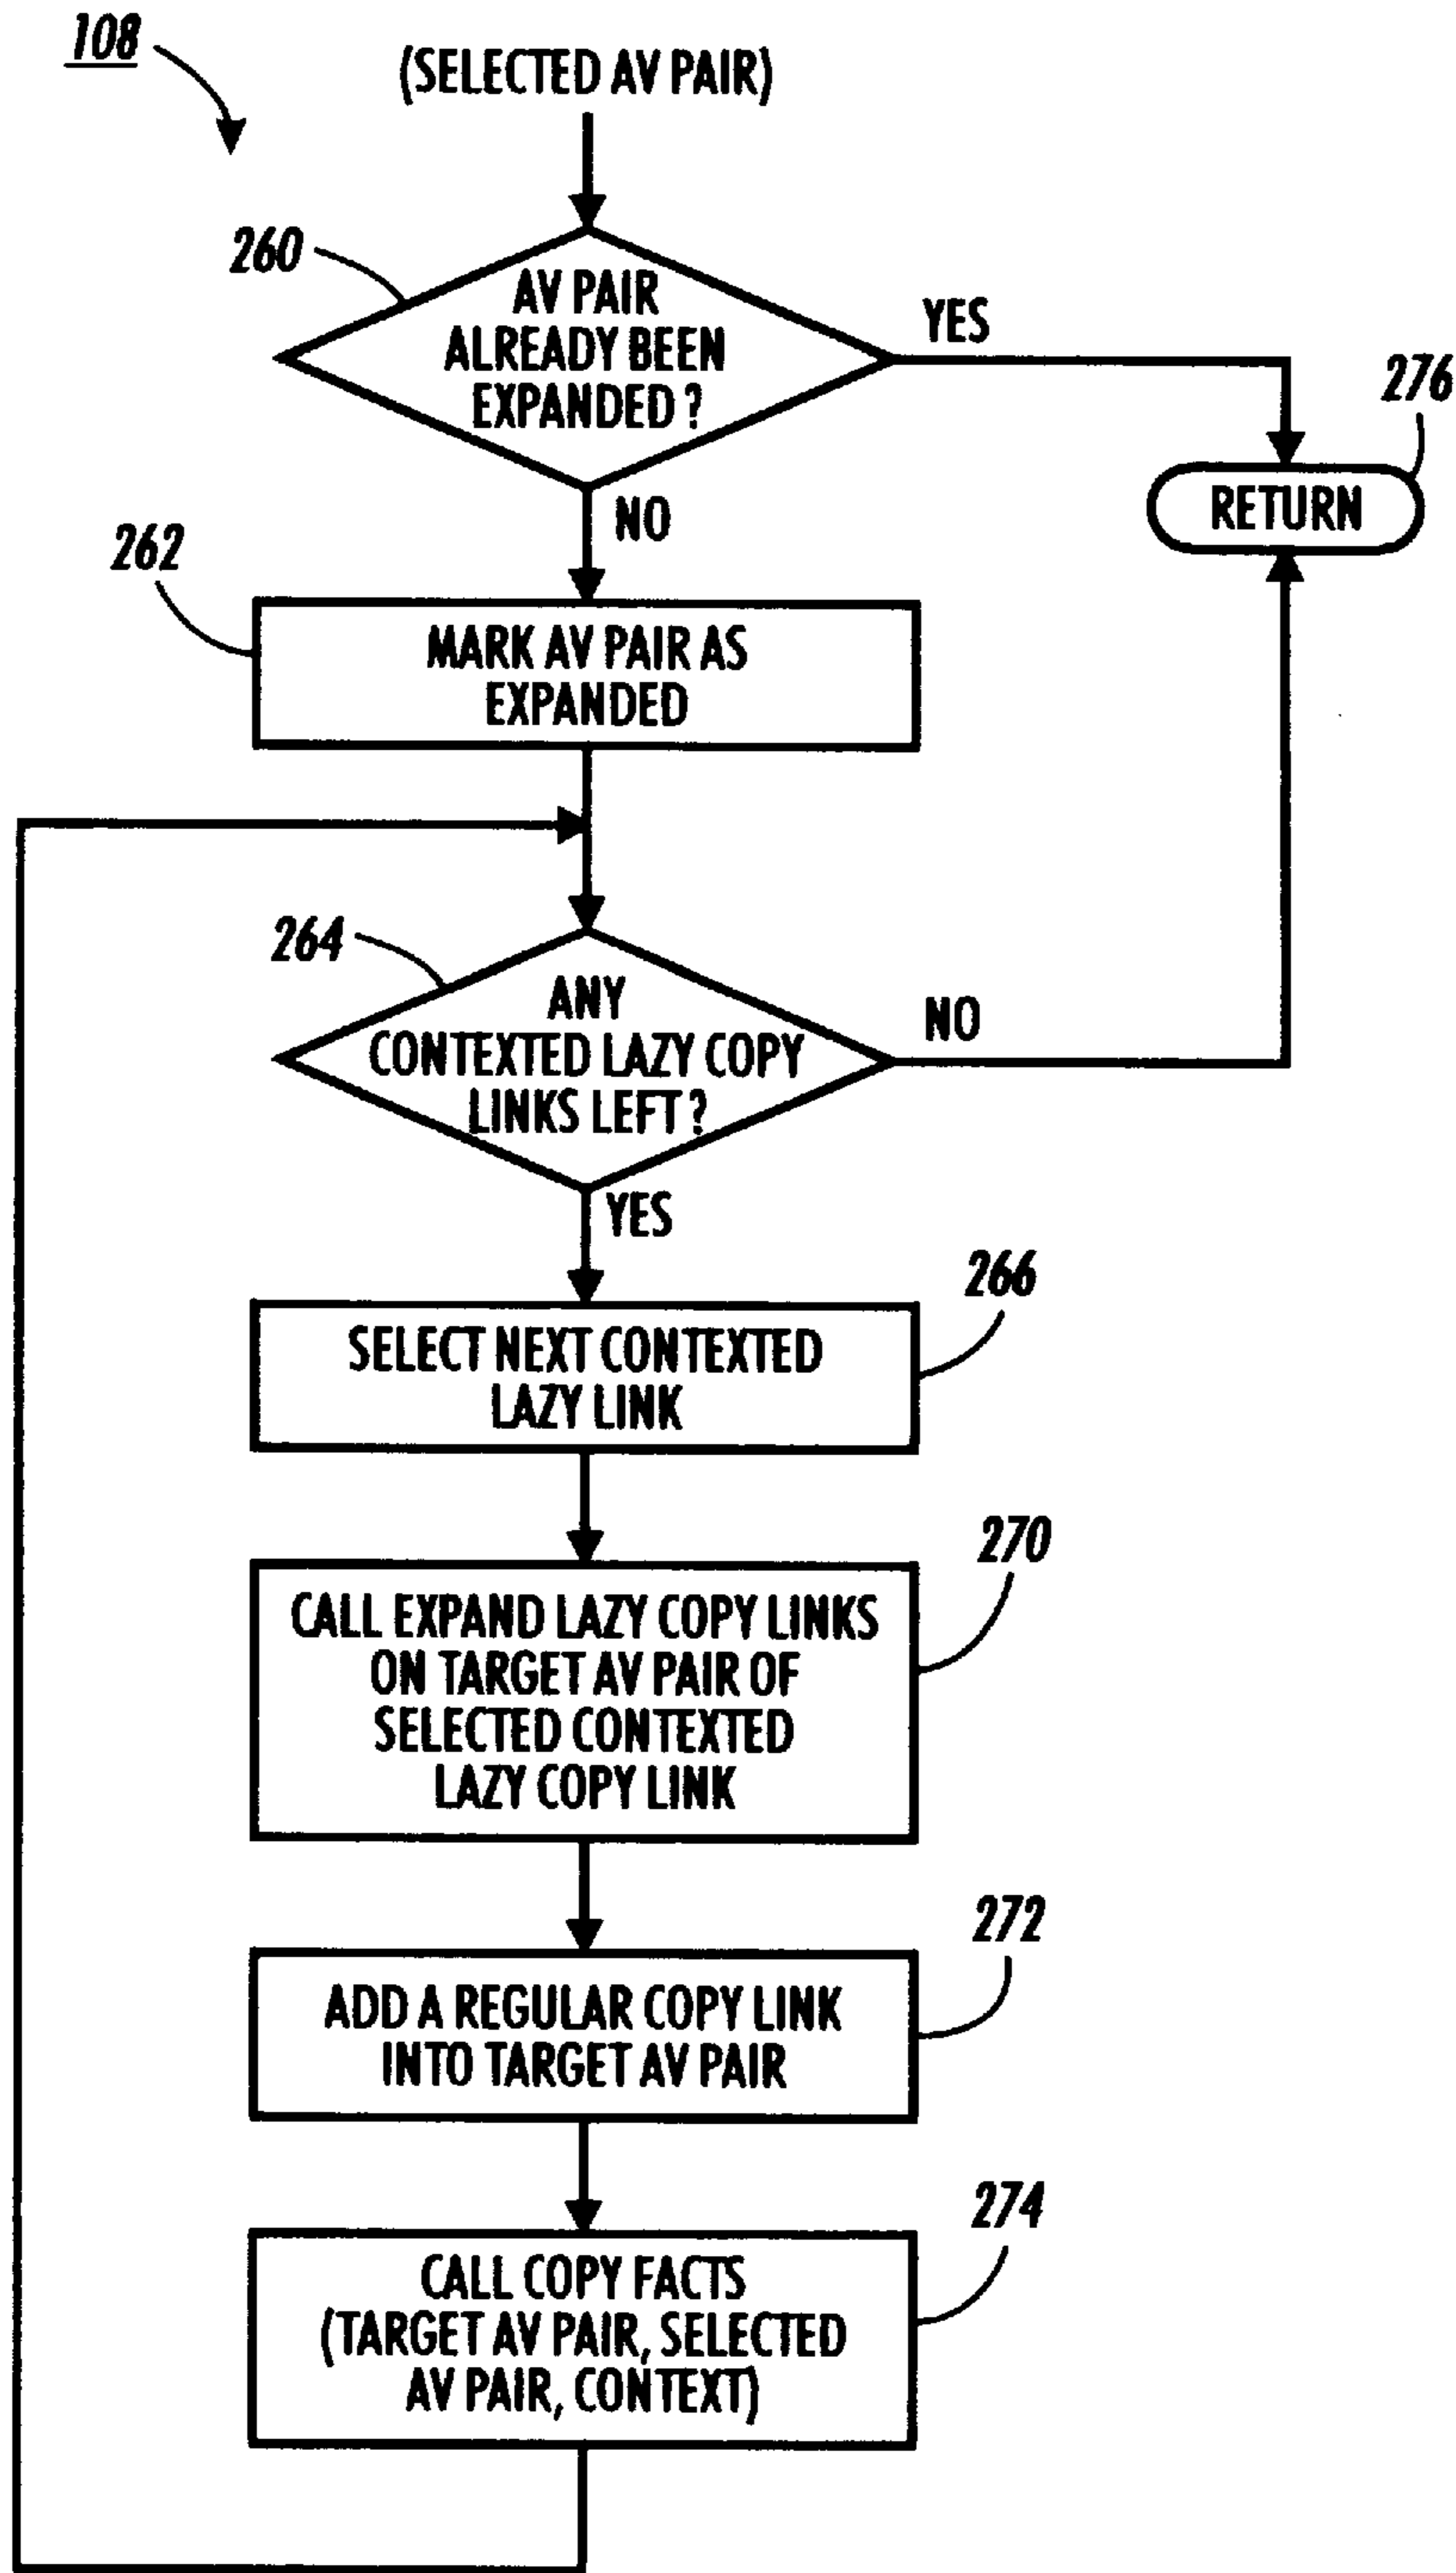 108
(SELECTED AV PAIR)
260
AV PAIR
ALREADY BEEN
EXPANDED ?
YES
276
RETURN
NO
262
MARK AV PAIR AS
EXPANDED
264
ANY
CONTEXTED LAZY COPY
LINKS LEFT ?
NO
YES
266
SELECT NEXT CONTEXTED
LAZY LINK
270
CALL EXPAND LAZY COPY LINKS
ON TARGET AV PAIR OF
SELECTED CONTEXTED
LAZY COPY LINK
272
ADD A REGULAR COPY LINK
INTO TARGET AV PAIR
274
CALL COPY FACTS
(TARGET AV PAIR, SELECTED
AV PAIR, CONTEXT)